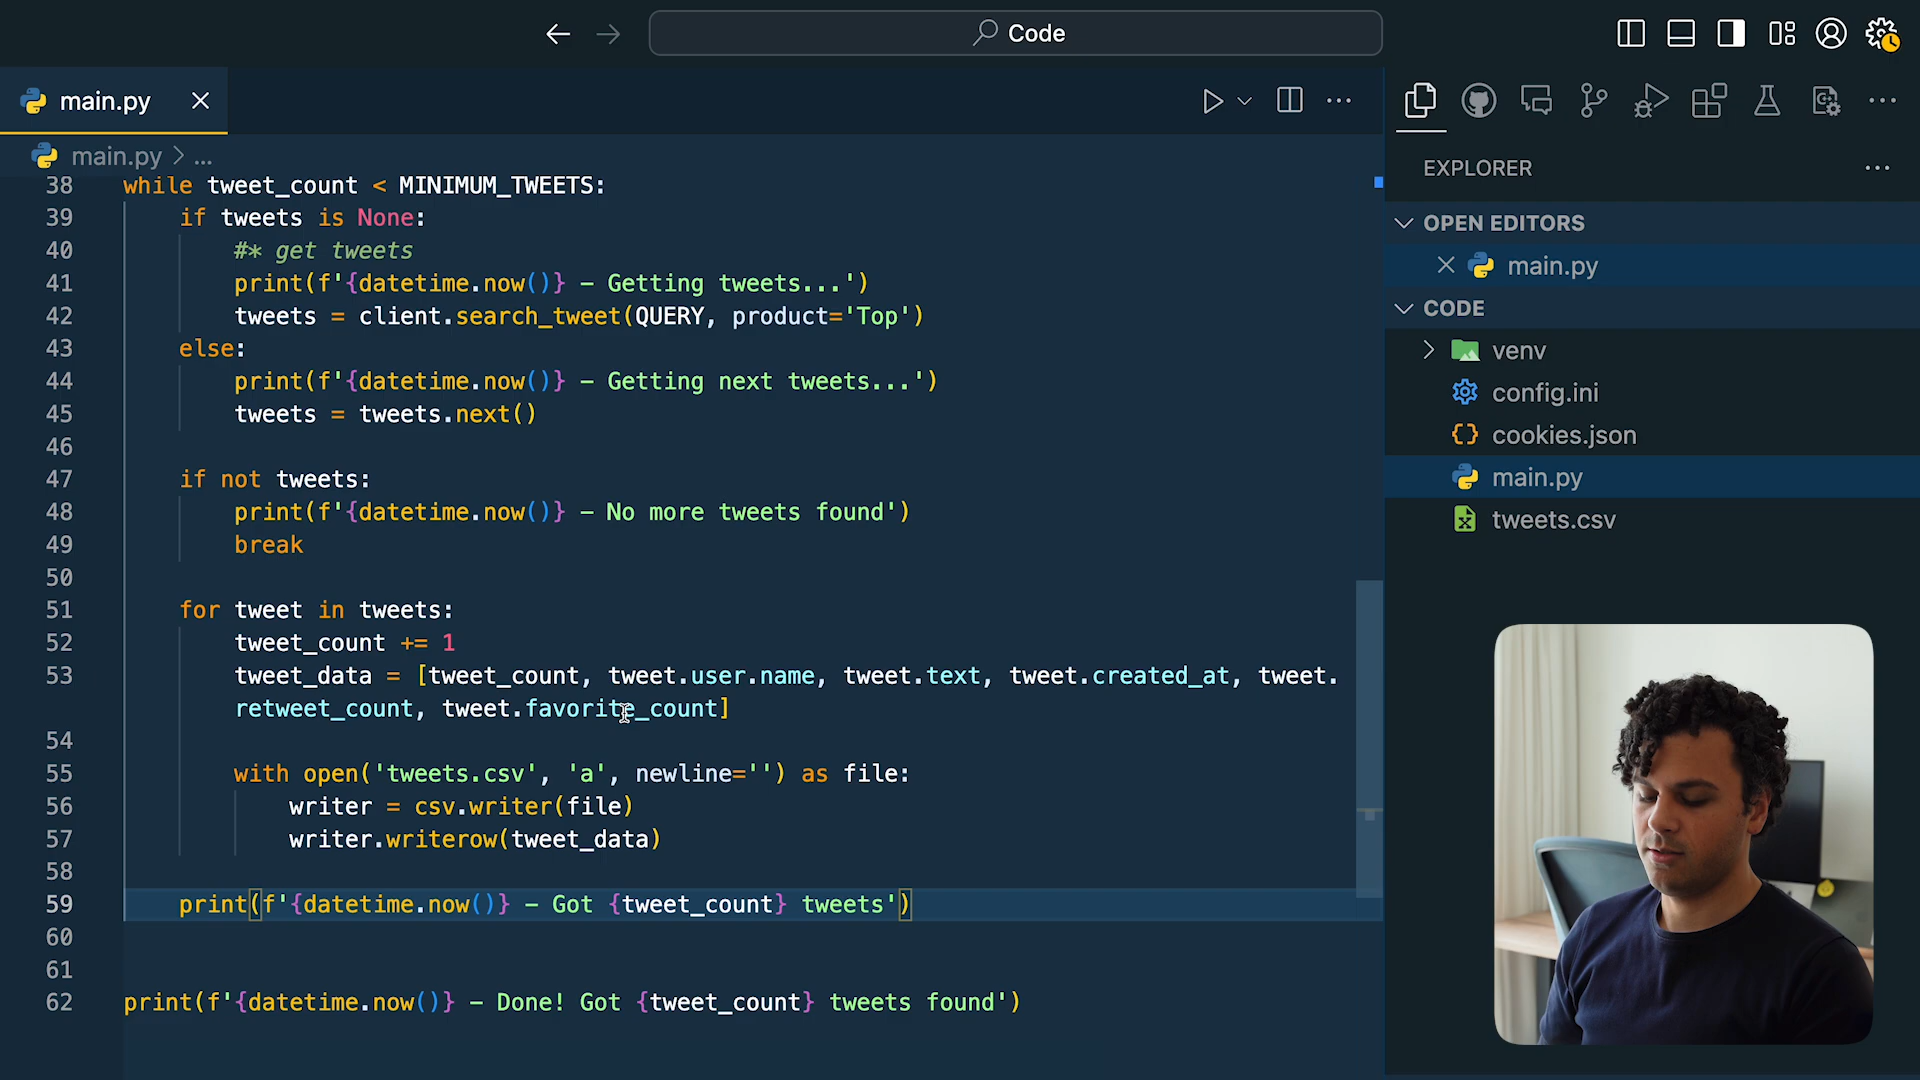 Code
main.py
main.py > ...
EXPLORER
OPEN EDITORS
main.py
CODE
venv
config.ini
cookies.json
main.py
tweets.csv
38 while tweet_count < MINIMUM_TWEETS:
39 if tweets is None:
40 #* get tweets
41 print(f'{datetime.now()} - Getting tweets...')
42 tweets = client.search_tweet(QUERY, product='Top')
43 else:
44 print(f'{datetime.now()} - Getting next tweets...')
45 tweets = tweets.next()
46
47 if not tweets:
48 print(f'{datetime.now()} - No more tweets found')
49 break
50
51 for tweet in tweets:
52 tweet_count += 1
53 tweet_data = [tweet_count, tweet.user.name, tweet.text, tweet.created_at, tweet.
retweet_count, tweet.favorite_count]
54
55 with open('tweets.csv', 'a', newline='') as file:
56 writer = csv.writer(file)
57 writer.writerow(tweet_data)
58
59 print(f'{datetime.now()} - Got {tweet_count} tweets')
60
61
62 print(f'{datetime.now()} - Done! Got {tweet_count} tweets found')